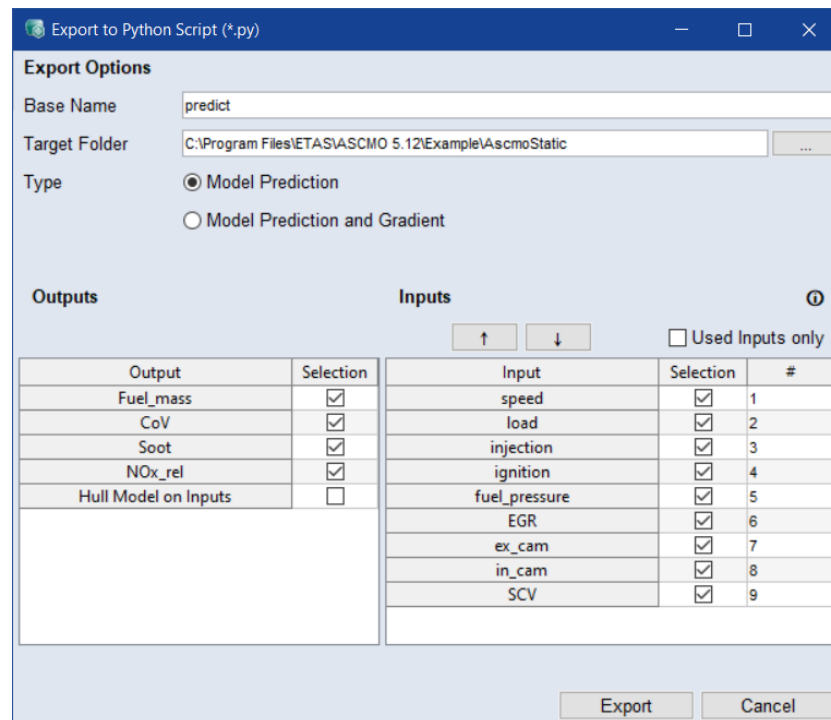 Export to Python Script (*.py)
Export Options
Base Name predict
Target Folder C:\Program Files\ETAS\ASCMO 5.12\Example\AscmoStatic ...
Type Model Prediction
Model Prediction and Gradient
Outputs Inputs
↑ ↓ Used Inputs only
Output Selection Input Selection #
Fuel_mass speed 1
CoV load 2
Soot injection 3
NOx_rel ignition 4
Hull Model on Inputs fuel_pressure 5
EGR 6
ex_cam 7
in_cam 8
SCV 9
Export Cancel